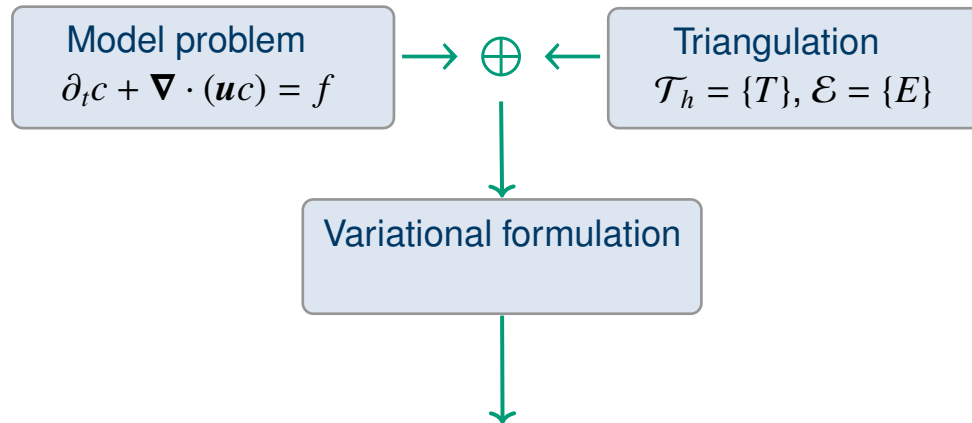 Model problem
∂ₜc + ∇ · (uc) = f
⊕
Triangulation
𝒯ₕ = {T}, ℰ = {E}
Variational formulation